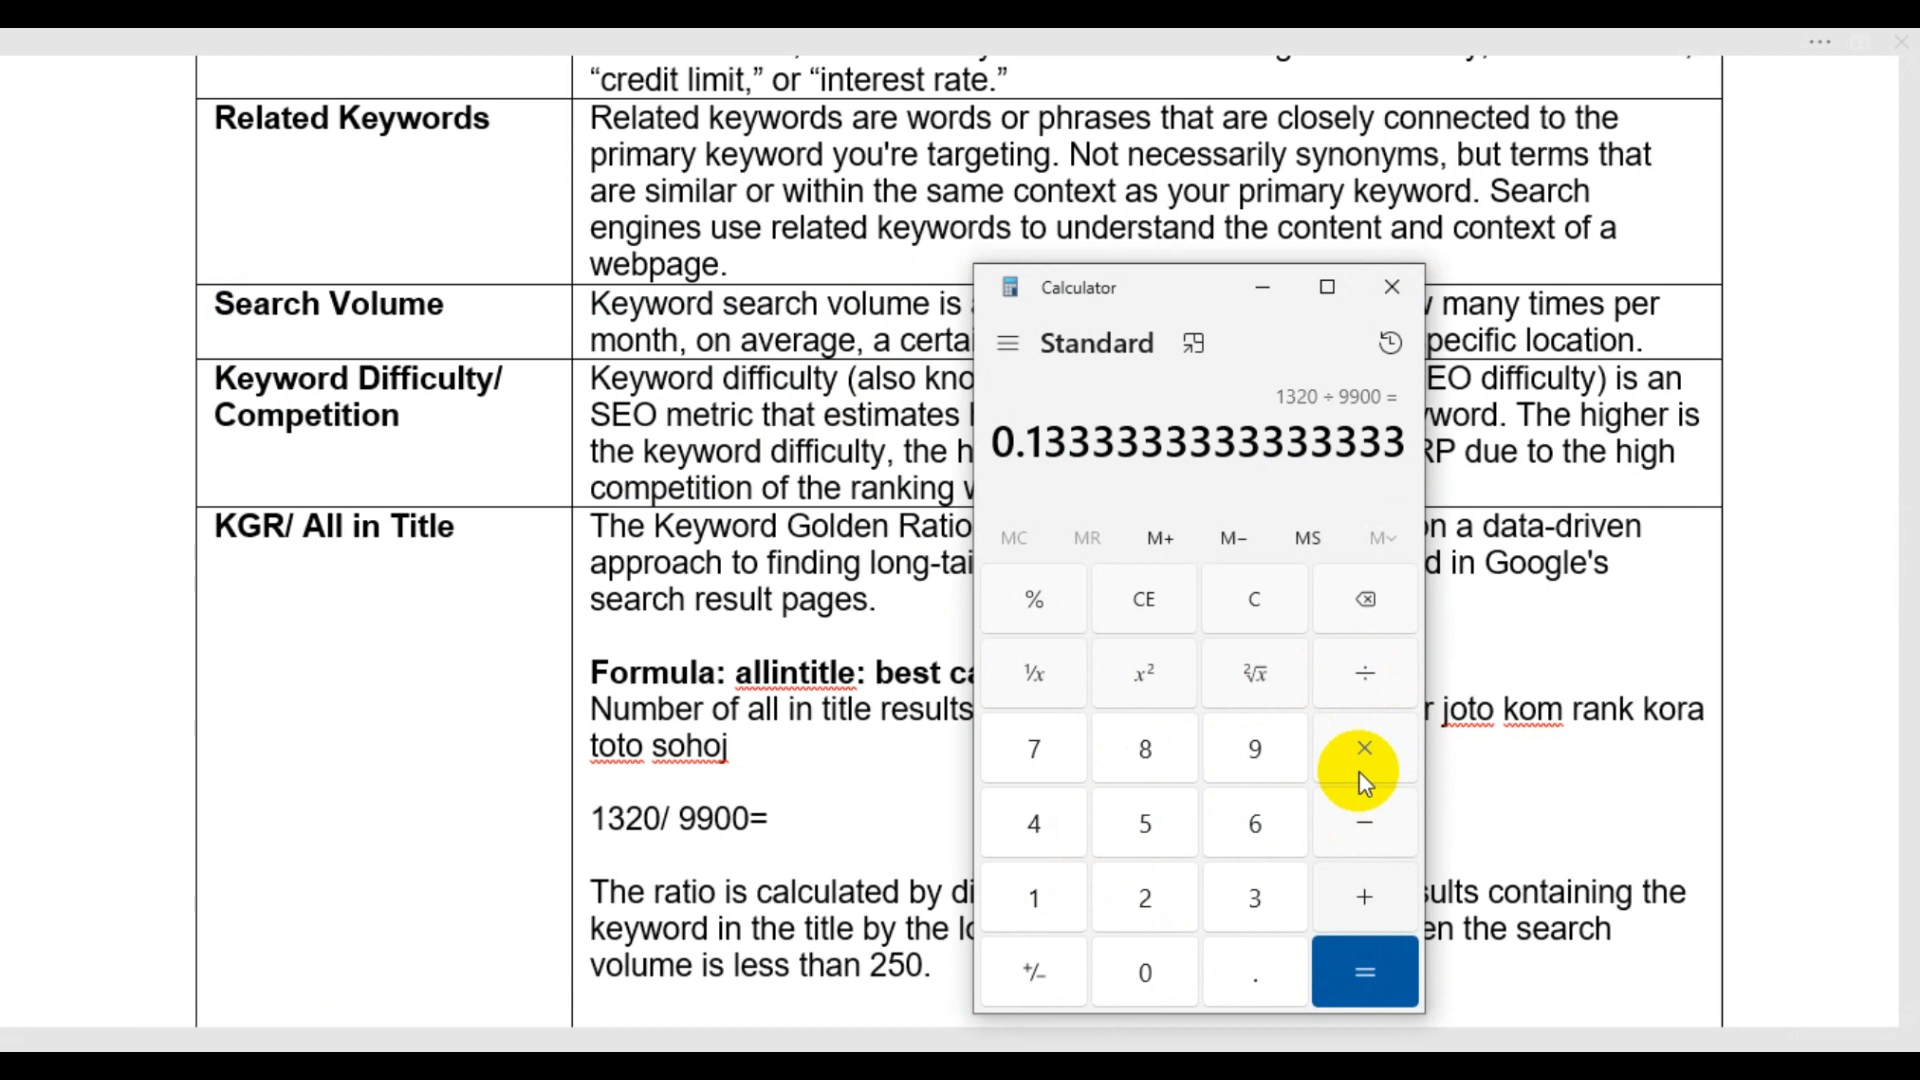 “credit limit,” or “interest rate.”
Related Keywords
Related keywords are words or phrases that are closely connected to the
primary keyword you're targeting. Not necessarily synonyms, but terms that
are similar or within the same context as your primary keyword. Search
engines use related keywords to understand the content and context of a
webpage.
Search Volume
Keyword search volume is many times per
month, on average, a pecific location.
Keyword Difficulty/
Competition
Keyword difficulty (also EO difficulty) is an
SEO metric that estimates word. The higher is
the keyword difficulty, the RP due to the high
competition of the ranking
KGR/ All in Title
The Keyword Golden Ratio on a data-driven
approach to finding d in Google's
search result pages.
Formula: allintitle: best
Number of all in title results r joto kom rank kora
toto sohoj
1320/ 9900=
The ratio is calculated by ults containing the
keyword in the title by the en the search
volume is less than 250.
Calculator
Standard
1320 ÷ 9900 =
0.1333333333333333
MC MR M+ M− MS M
% CE C
¹/x x² ²√x ÷
7 8 9 ×
4 5 6 −
1 2 3 +
+/− 0 . =